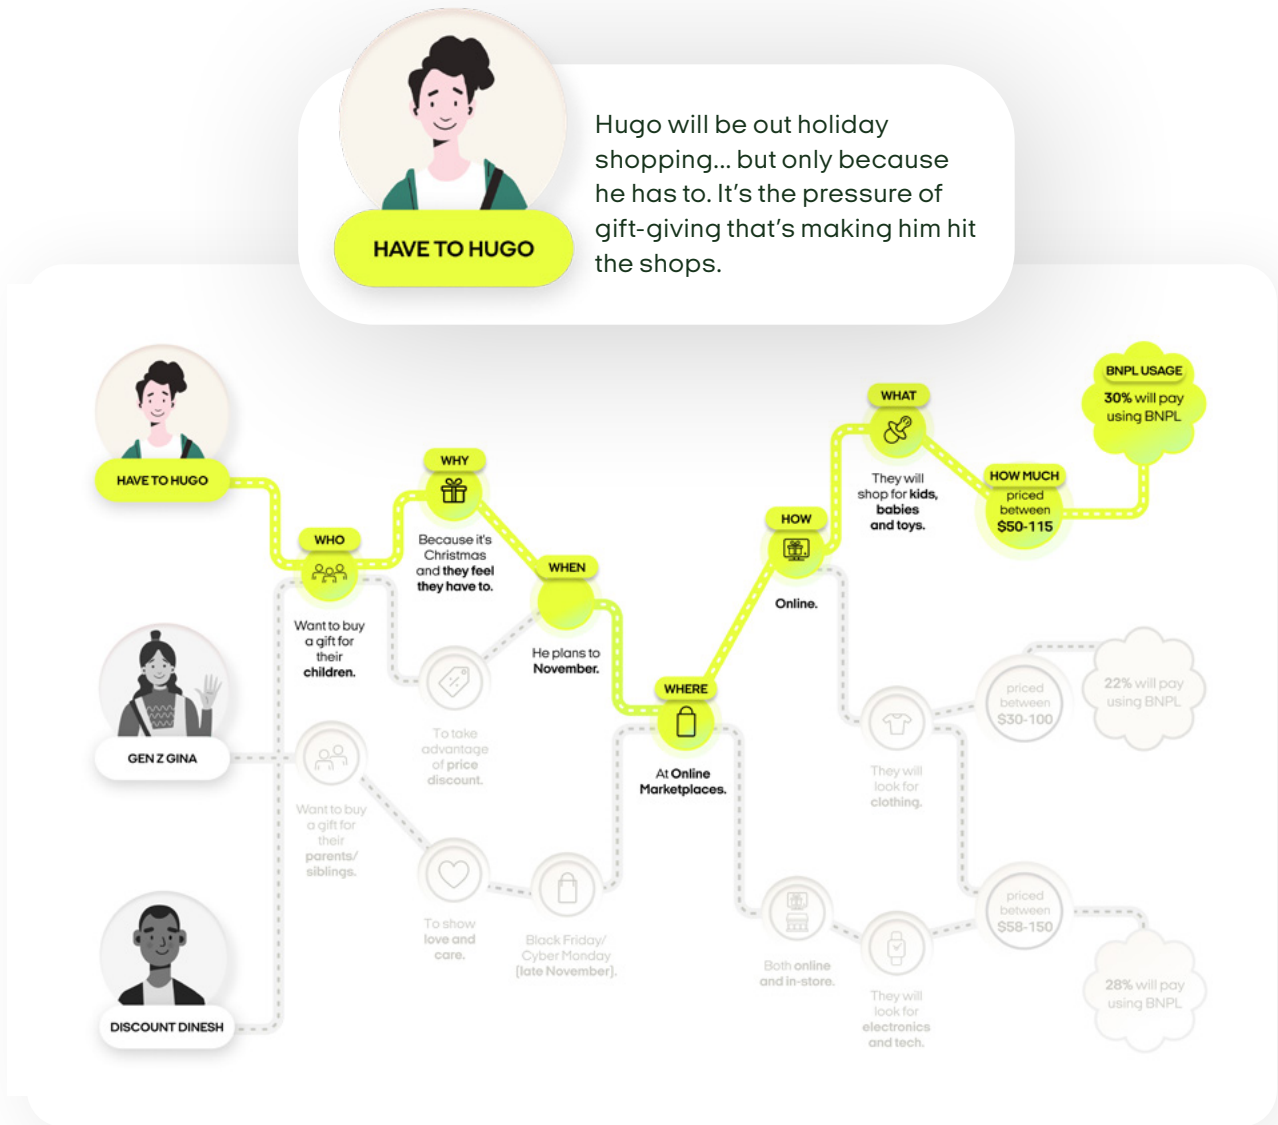 Hugo will be out holiday
shopping... but only because
he has to. It's the pressure of
gift-giving that's making him hit
the shops.
HAVE TO HUGO
HAVE TO HUGO
WHO
Want to buy
a gift for
their
children.
WHY
Because it's
Christmas
and they feel
they have to.
WHEN
He plans to
November.
WHERE
At Online
Marketplaces.
HOW
Online.
WHAT
They will
shop for kids,
babies
and toys.
HOW MUCH
priced
between
$50-115
BNPL USAGE
30% will pay
using BNPL
GEN Z GINA
Want to buy
a gift for
their
parents/
siblings.
To take
advantage
of price
discount.
To show
love and
care.
Black Friday/
Cyber Monday
(late November).
They will
look for
clothing.
priced
between
$30-100
22% will pay
using BNPL
DISCOUNT DINESH
Both online
and in-store.
They will
look for
electronics
and tech.
priced
between
$58-150
28% will pay
using BNPL